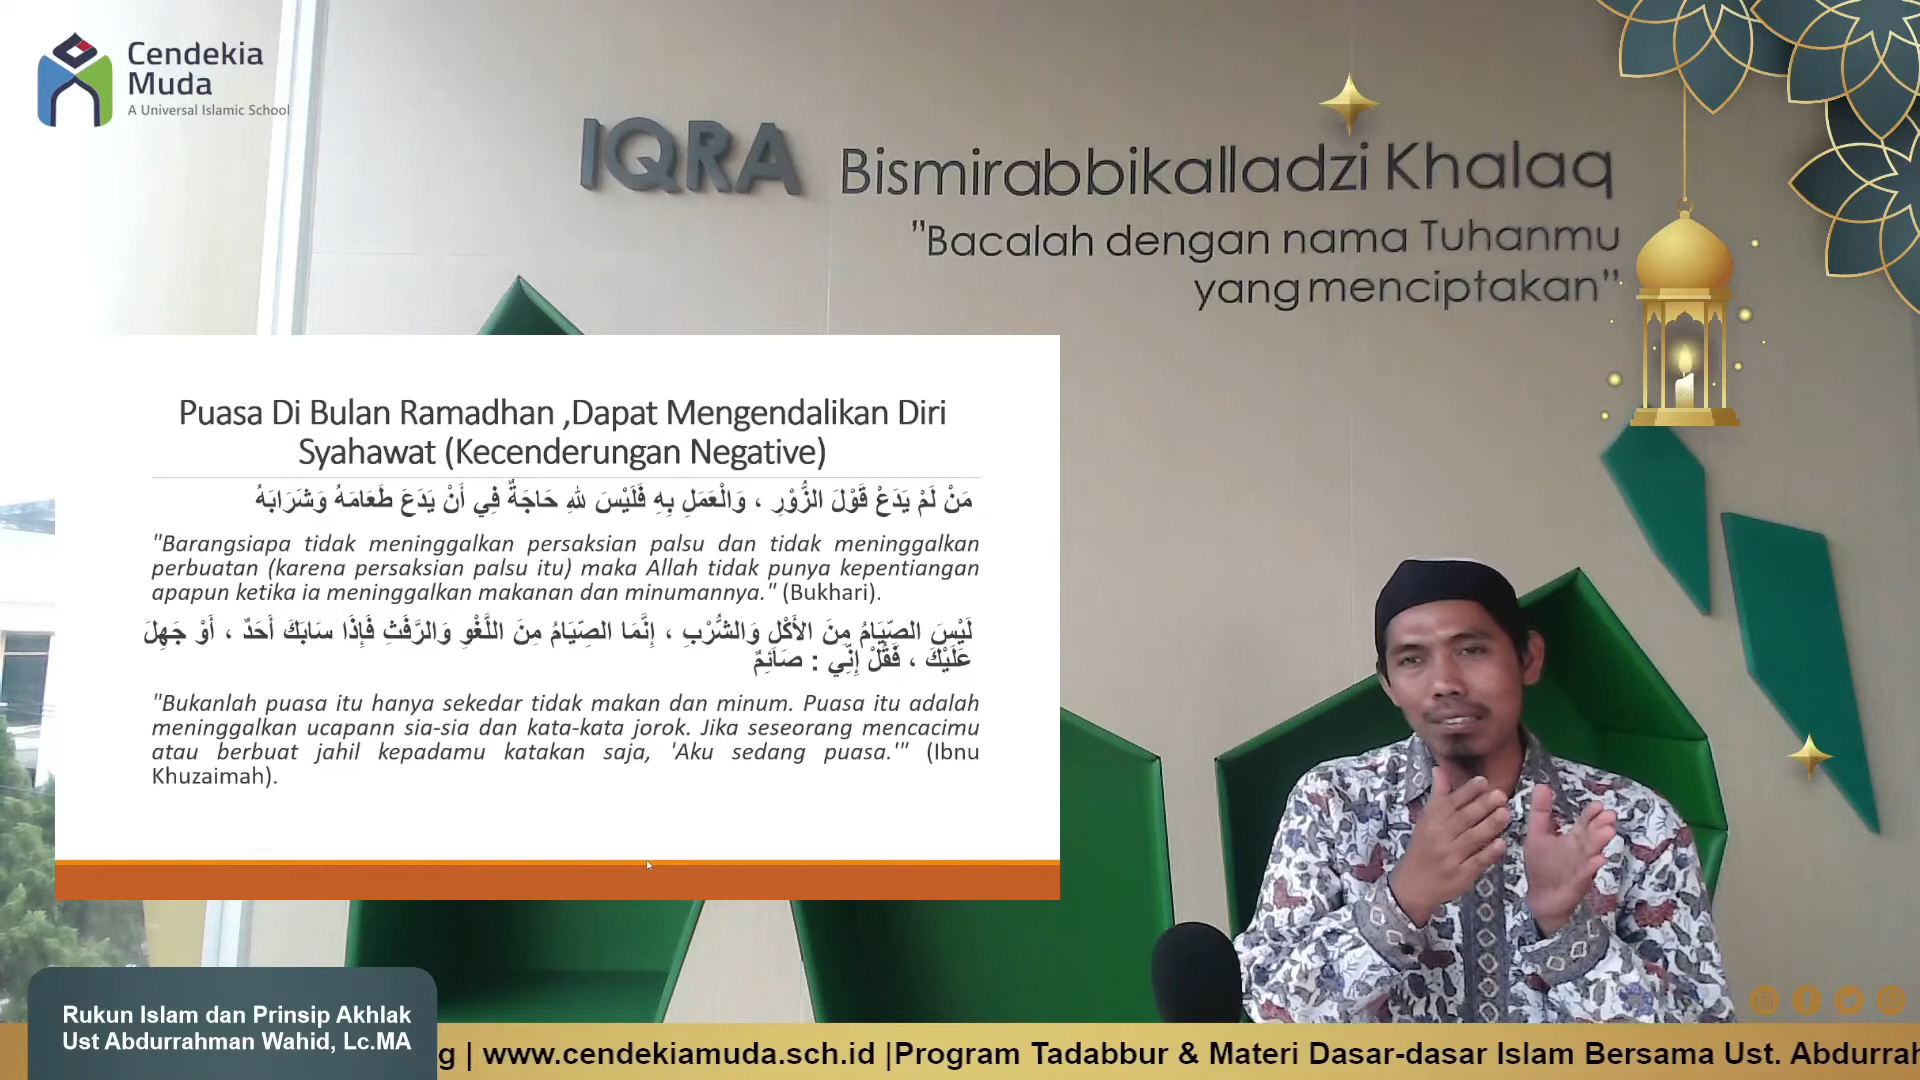 Cendekia
Muda
A Universal Islamic School
IQRA Bismirabbikalladzi Khalaq
"Bacalah dengan nama Tuhanmu
yang menciptakan"
Puasa Di Bulan Ramadhan ,Dapat Mengendalikan Diri
Syahawat (Kecenderungan Negative)
مَنْ لَمْ يَدَعْ قَوْلَ الزُّوْرِ ، وَالْعَمَلِ بِهِ فَلَيْسَ للهِ حَاجَةٌ فِي أَنْ يَدَعَ طَعَامَهُ وَشَرَابَهُ
"Barangsiapa tidak meninggalkan persaksian palsu dan tidak meninggalkan
perbuatan (karena persaksian palsu itu) maka Allah tidak punya kepentiangan
apapun ketika ia meninggalkan makanan dan minumannya." (Bukhari).
لَيْسَ الصِّيَامُ مِنَ الأَكْلِ وَالشُّرْبِ ، إِنَّمَا الصِّيَامُ مِنَ اللَّغْوِ وَالرَّفَثِ فَإِذَا سَابَكَ أَحَدٌ ، أَوْ جَهِلَ
عَلَيْكَ ، فَقُلْ إِنِّي : صَائِمٌ
"Bukanlah puasa itu hanya sekedar tidak makan dan minum. Puasa itu adalah
meninggalkan ucapann sia-sia dan kata-kata jorok. Jika seseorang mencacimu
atau berbuat jahil kepadamu katakan saja, 'Aku sedang puasa.'" (Ibnu
Khuzaimah).
Rukun Islam dan Prinsip Akhlak
Ust Abdurrahman Wahid, Lc.MA
g | www.cendekiamuda.sch.id |Program Tadabbur & Materi Dasar-dasar Islam Bersama Ust. Abdurrah